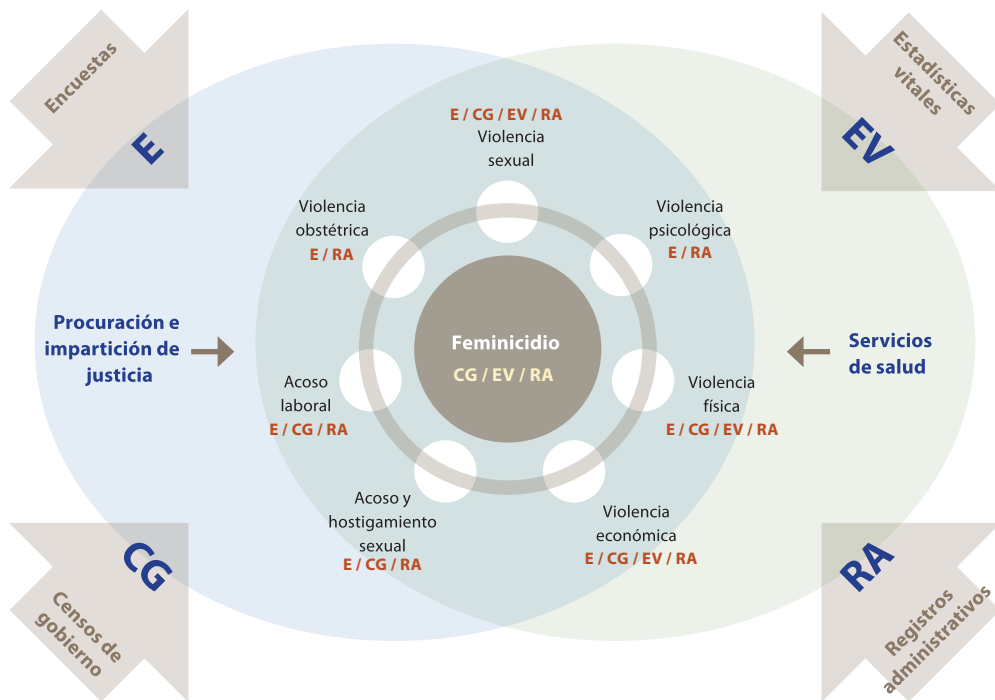 Encuestas
E
Estadísticas
vitales
EV
E / CG / EV / RA
Violencia
sexual
Violencia
obstétrica
E / RA
Violencia
psicológica
E / RA
Procuración e
impartición de
justicia
Feminicidio
CG / EV / RA
Servicios
de salud
Acoso
laboral
E / CG / RA
Violencia
física
E / CG / EV / RA
Acoso y
hostigamiento
sexual
E / CG / RA
Violencia
económica
E / CG / EV / RA
CG
Censos de
gobierno
RA
Registros
administrativos